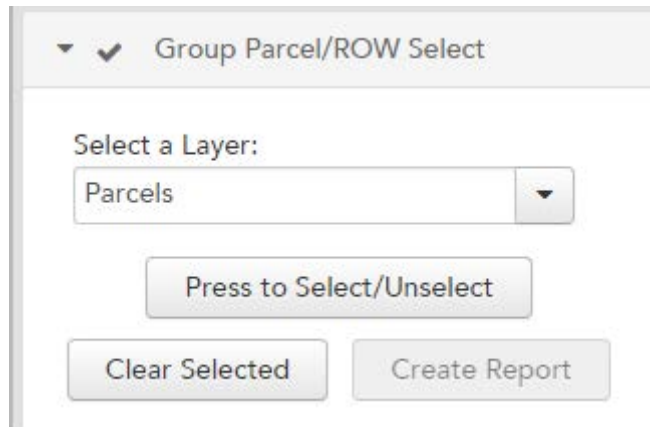 Group Parcel/ROW Select
Select a Layer:
Parcels
Press to Select/Unselect
Clear Selected
Create Report